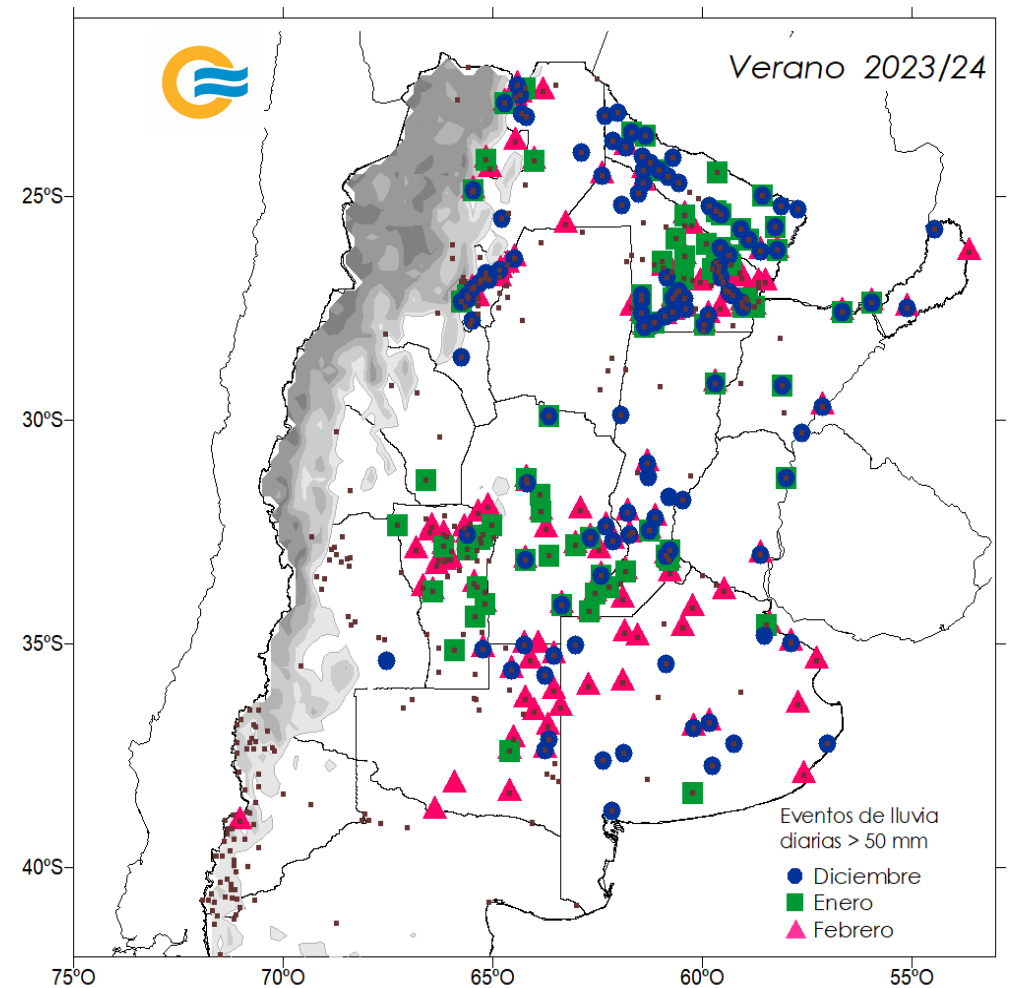 Verano 2023/24
25ºS
30ºS
35ºS
40ºS
Eventos de lluvia
diarias > 50 mm
Diciembre
Enero
Febrero
75ºO
70ºO
65ºO
60ºO
55ºO